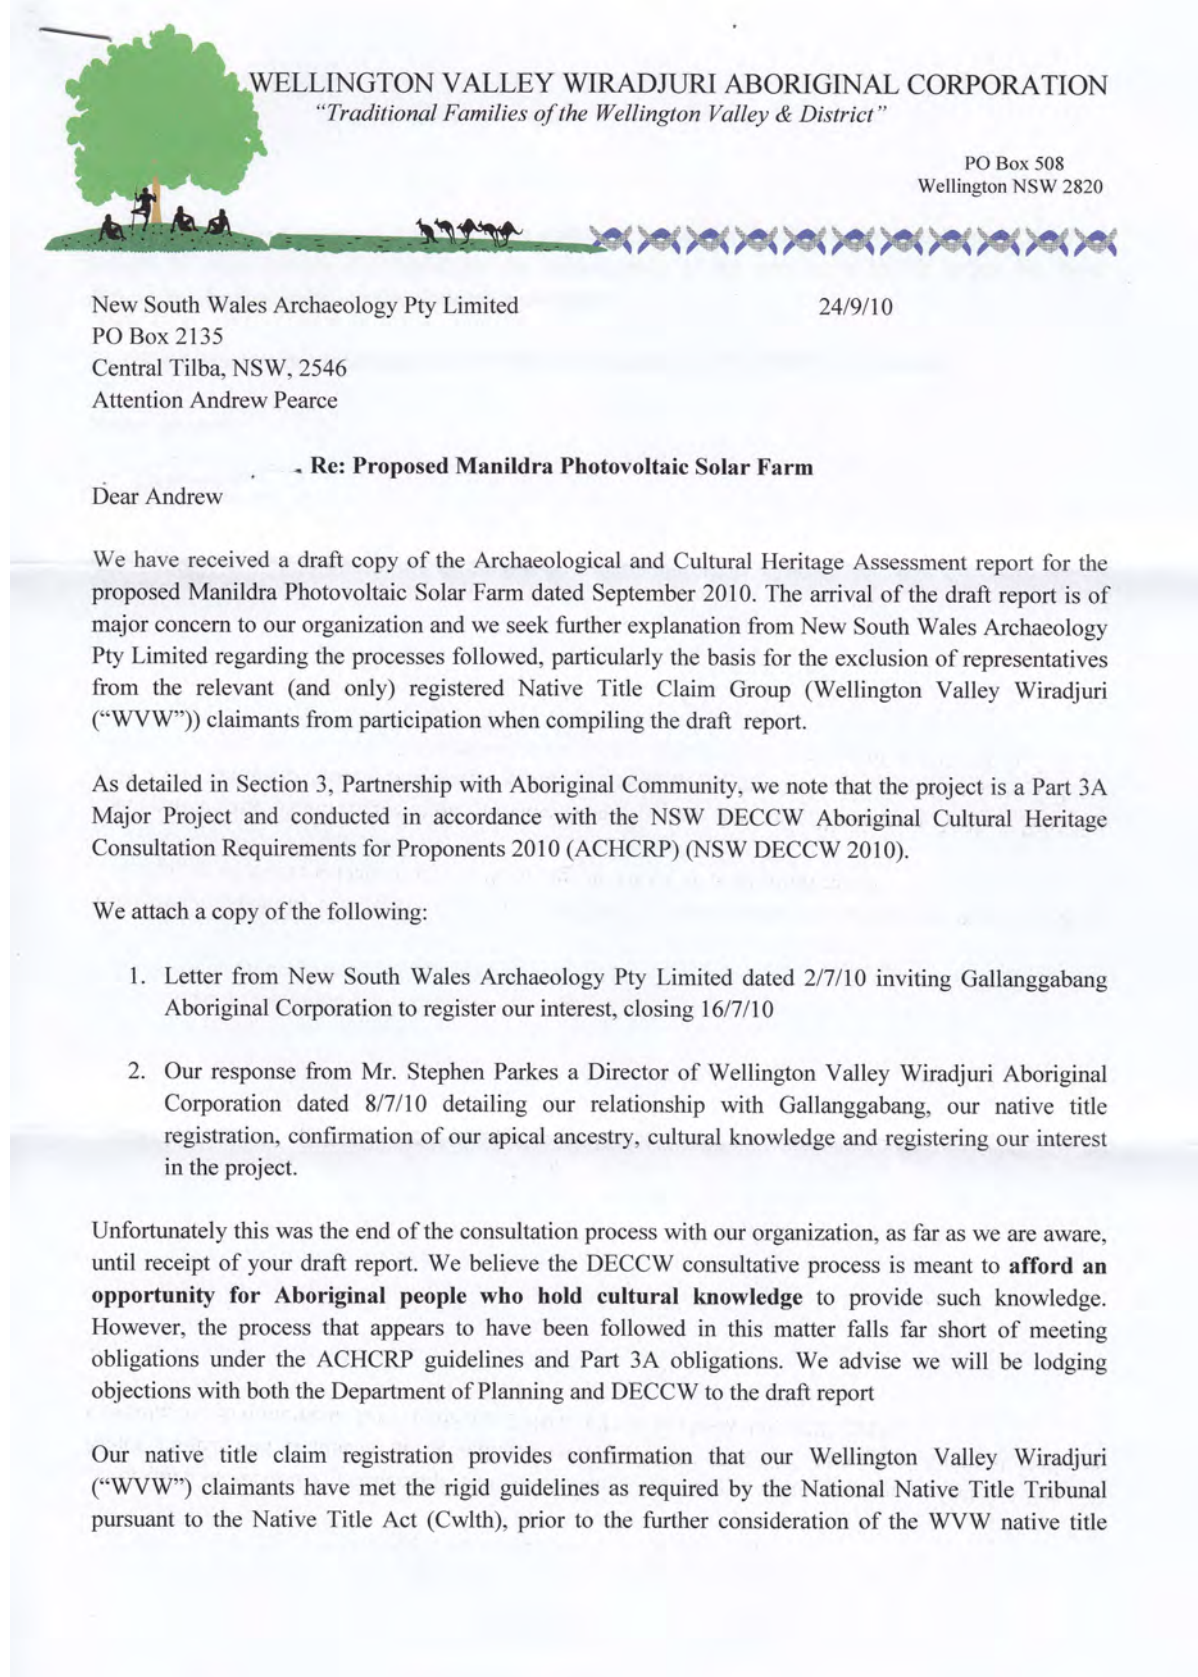 WELLINGTON VALLEY WIRADJURI ABORIGINAL CORPORATION
“Traditional Families of the Wellington Valley & District”
PO Box 508
Wellington NSW 2820
New South Wales Archaeology Pty Limited 24/9/10
PO Box 2135
Central Tilba, NSW, 2546
Attention Andrew Pearce
Re: Proposed Manildra Photovoltaic Solar Farm
Dear Andrew
We have received a draft copy of the Archaeological and Cultural Heritage Assessment report for the
proposed Manildra Photovoltaic Solar Farm dated September 2010. The arrival of the draft report is of
major concern to our organization and we seek further explanation from New South Wales Archaeology
Pty Limited regarding the processes followed, particularly the basis for the exclusion of representatives
from the relevant (and only) registered Native Title Claim Group (Wellington Valley Wiradjuri
(“WVW”)) claimants from participation when compiling the draft report.
As detailed in Section 3, Partnership with Aboriginal Community, we note that the project is a Part 3A
Major Project and conducted in accordance with the NSW DECCW Aboriginal Cultural Heritage
Consultation Requirements for Proponents 2010 (ACHCRP) (NSW DECCW 2010).
We attach a copy of the following:
1. Letter from New South Wales Archaeology Pty Limited dated 2/7/10 inviting Gallanggabang
Aboriginal Corporation to register our interest, closing 16/7/10
2. Our response from Mr. Stephen Parkes a Director of Wellington Valley Wiradjuri Aboriginal
Corporation dated 8/7/10 detailing our relationship with Gallanggabang, our native title
registration, confirmation of our apical ancestry, cultural knowledge and registering our interest
in the project.
Unfortunately this was the end of the consultation process with our organization, as far as we are aware,
until receipt of your draft report. We believe the DECCW consultative process is meant to afford an
opportunity for Aboriginal people who hold cultural knowledge to provide such knowledge.
However, the process that appears to have been followed in this matter falls far short of meeting
obligations under the ACHCRP guidelines and Part 3A obligations. We advise we will be lodging
objections with both the Department of Planning and DECCW to the draft report
Our native title claim registration provides confirmation that our Wellington Valley Wiradjuri
(“WVW”) claimants have met the rigid guidelines as required by the National Native Title Tribunal
pursuant to the Native Title Act (Cwlth), prior to the further consideration of the WVW native title